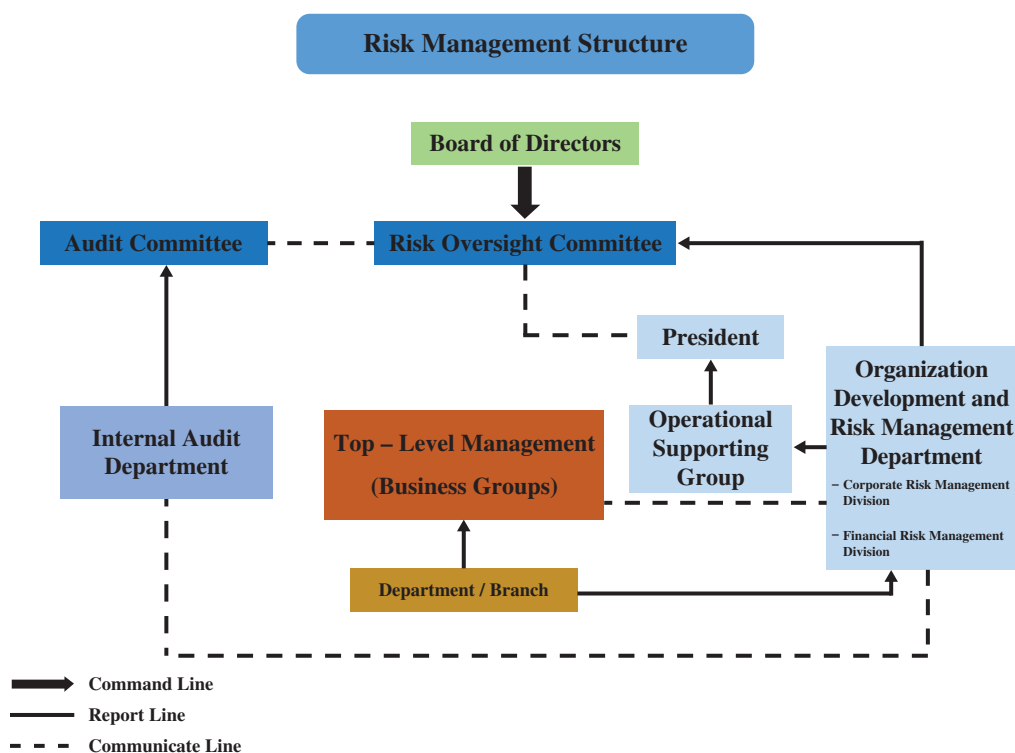 Risk Management Structure
Board of Directors
Audit Committee
Risk Oversight Committee
President
Organization
Development and
Risk Management
Department
– Corporate Risk Management
Division
– Financial Risk Management
Division
Internal Audit
Department
Top – Level Management
(Business Groups)
Operational
Supporting
Group
Department / Branch
Command Line
Report Line
Communicate Line